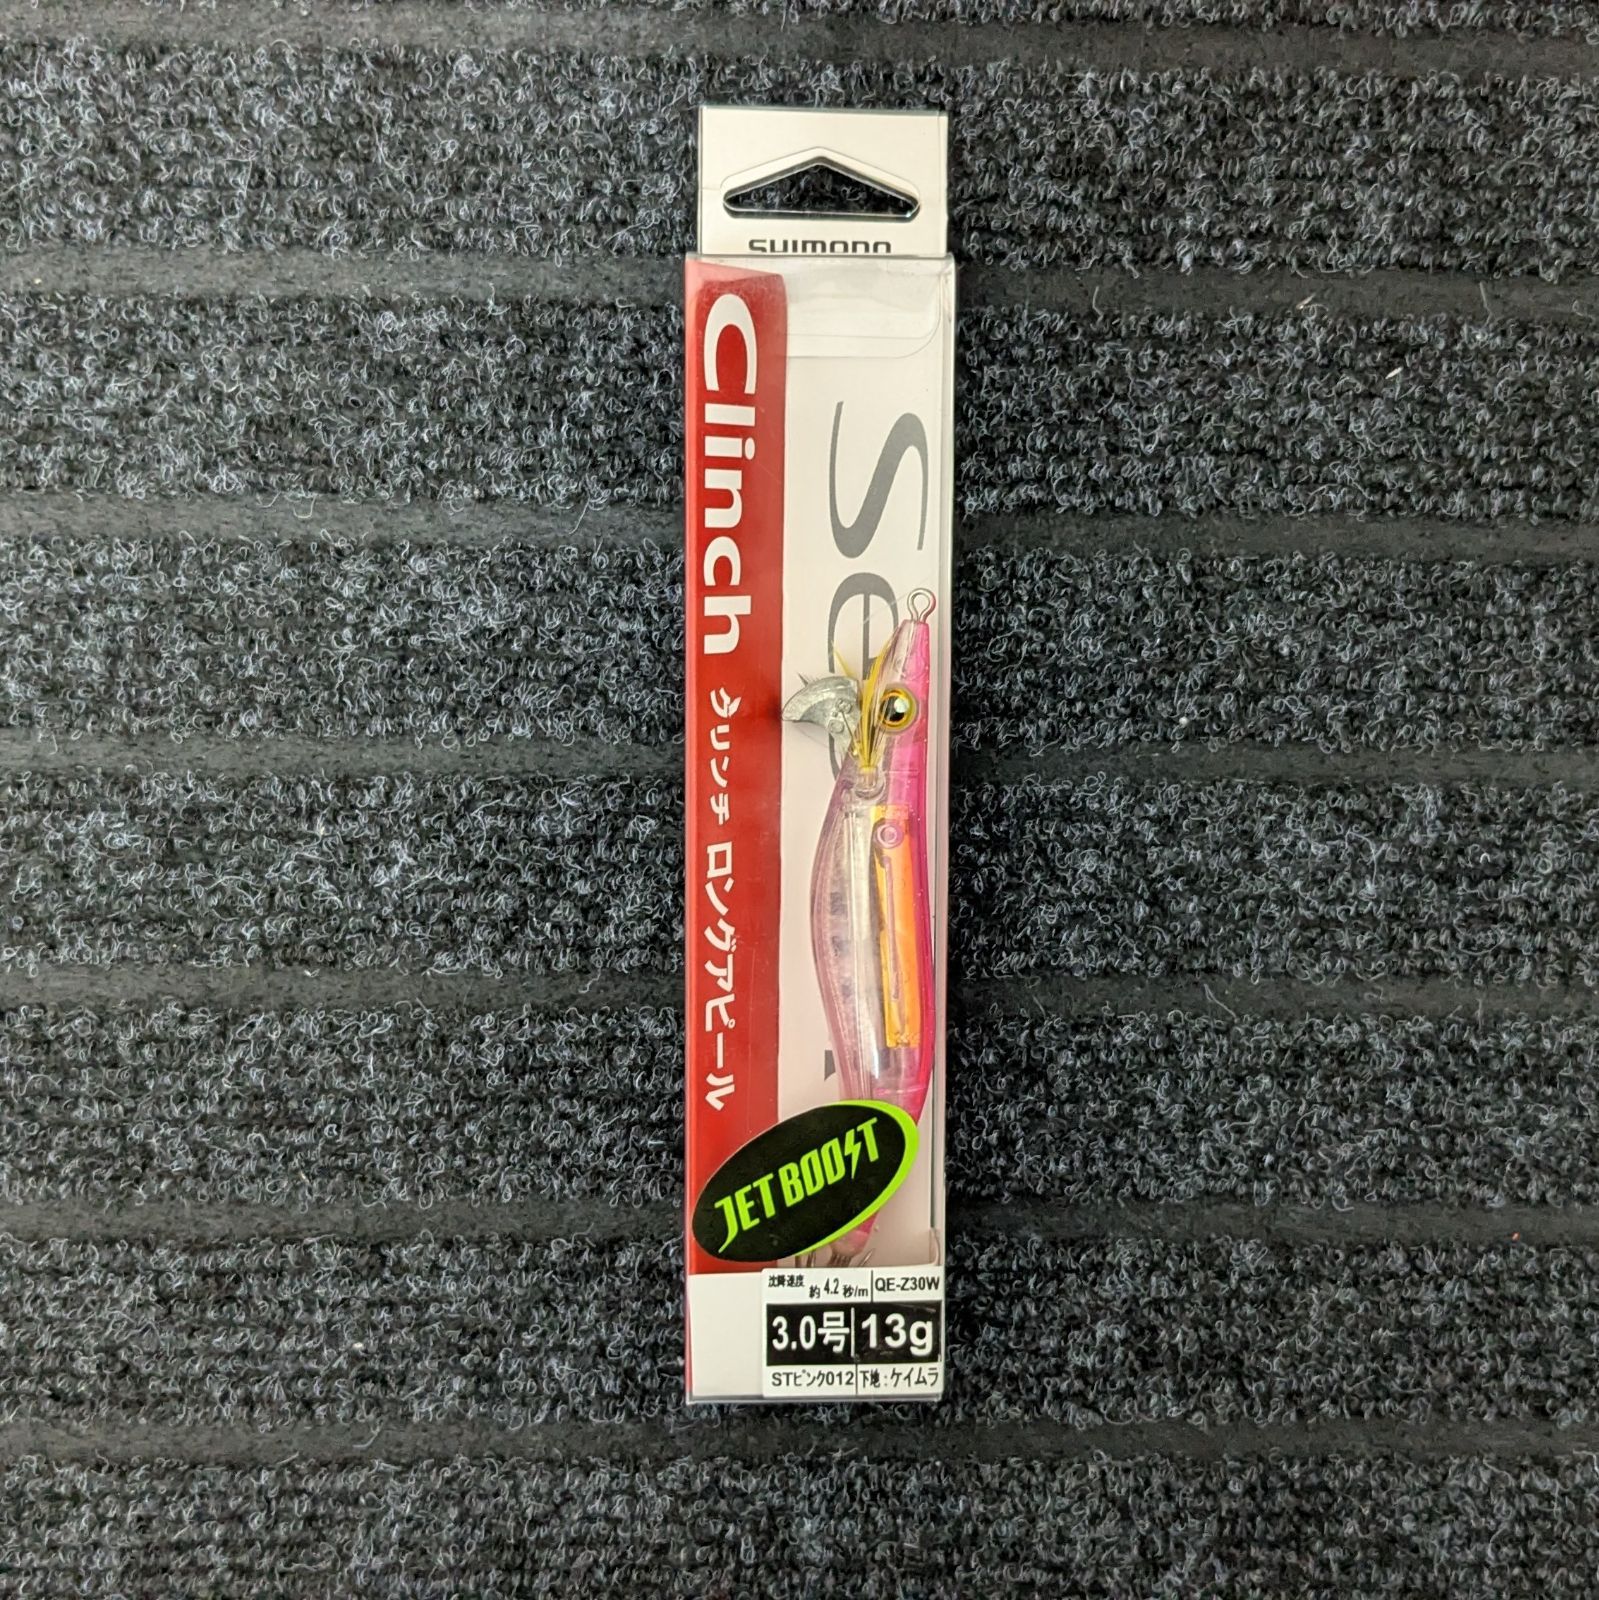 SHIMANO
Clinch
クリンチ ロングアピール
Se
JET BOOST
沈降速度 約4.2秒/m QE-Z30W
3.0号 13g
STピンク012 下地:ケイムラ